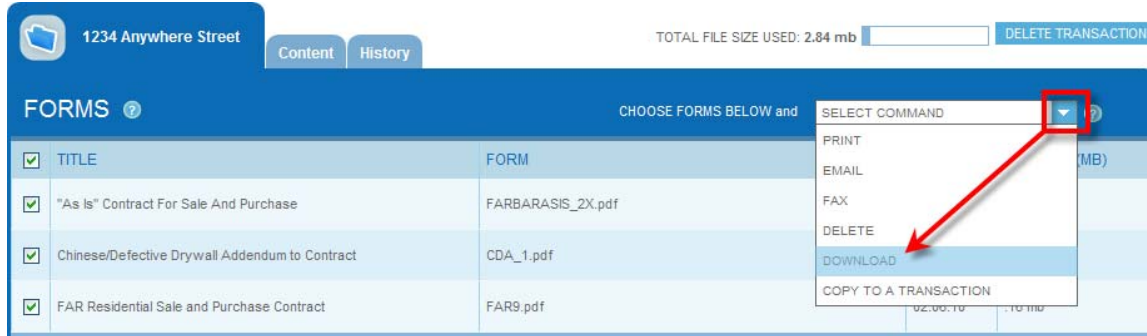 1234 Anywhere Street
Content
History
TOTAL FILE SIZE USED: 2.84 mb
DELETE TRANSACTION
FORMS ?
CHOOSE FORMS BELOW and
SELECT COMMAND
?
PRINT
EMAIL
FAX
DELETE
DOWNLOAD
COPY TO A TRANSACTION
TITLE
FORM
(MB)
"As Is" Contract For Sale And Purchase
FARBARASIS_2X.pdf
Chinese/Defective Drywall Addendum to Contract
CDA_1.pdf
FAR Residential Sale and Purchase Contract
FAR9.pdf